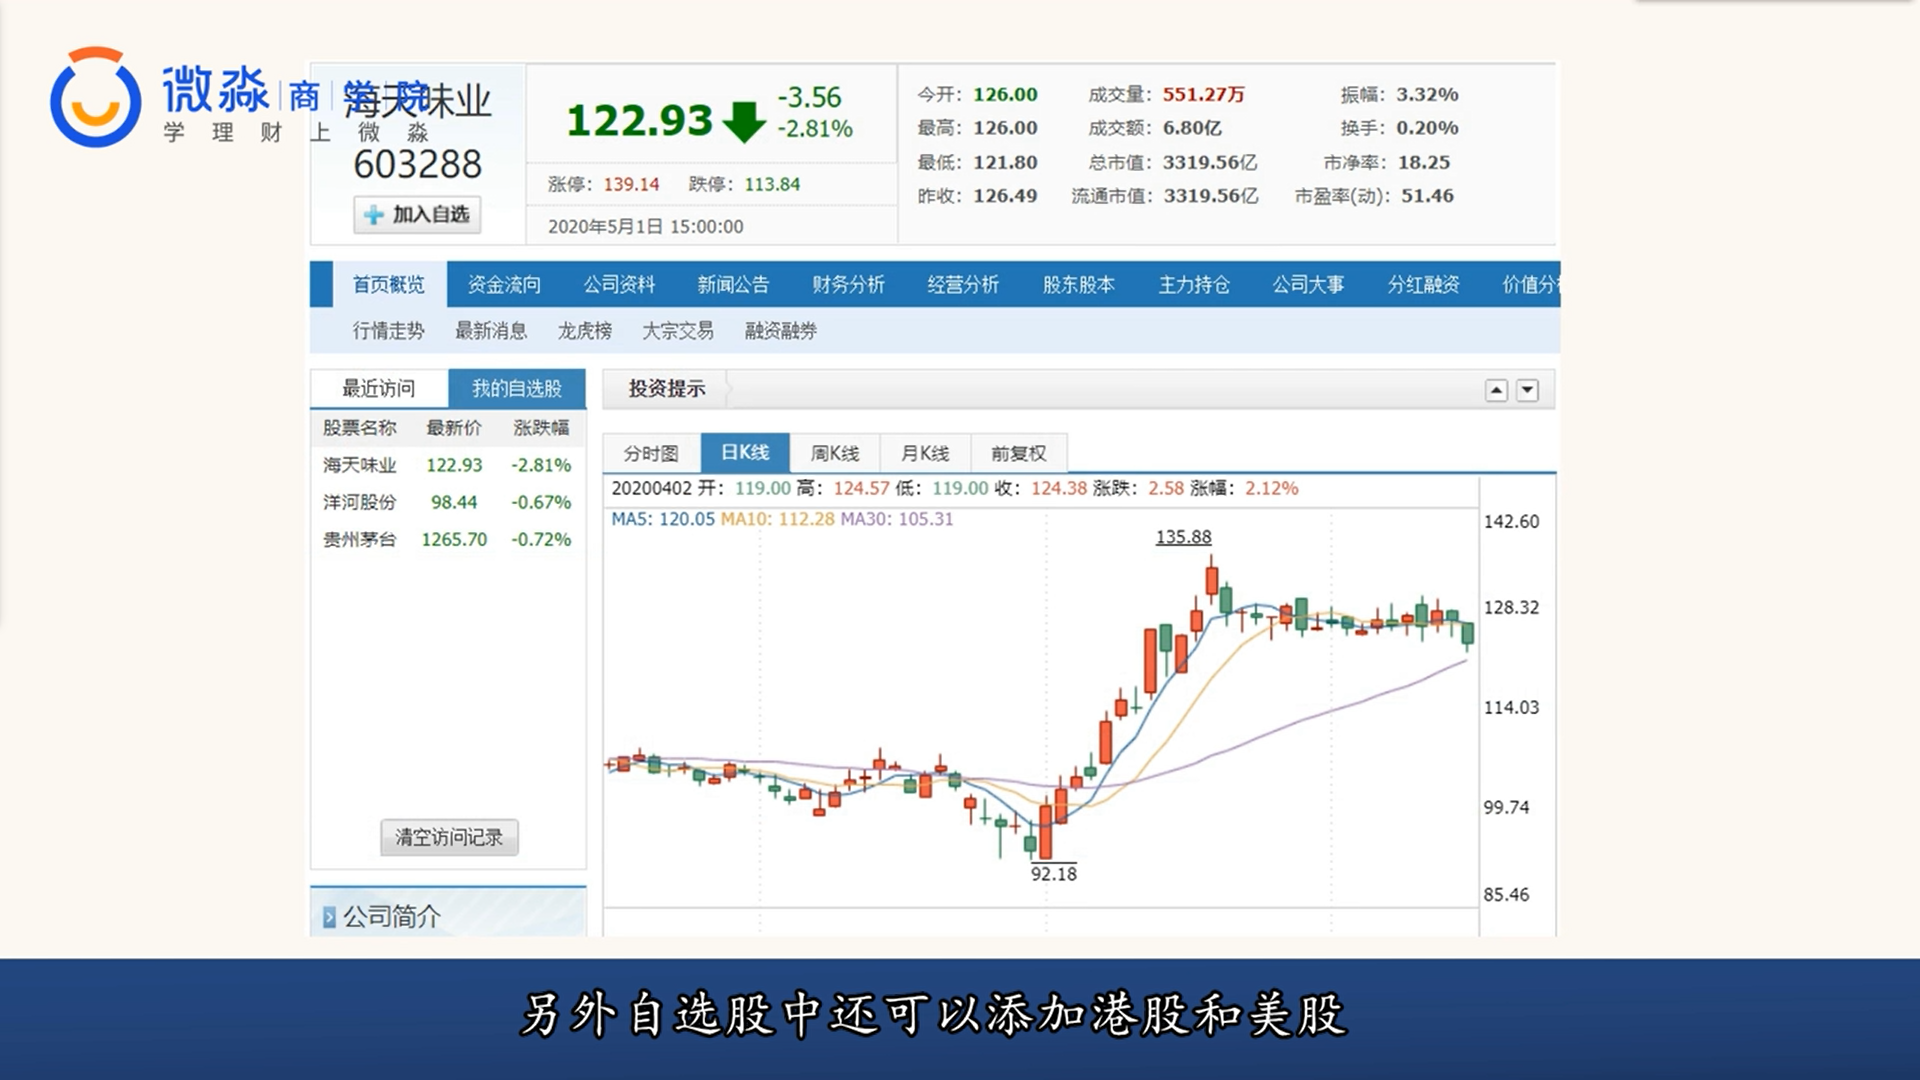 微淼 商 学 院
学 理 财 上 微 淼
海天味业
603288
加入自选
122.93
-3.56
-2.81%
涨停：139.14 跌停：113.84
2020年5月1日 15:00:00
今开：126.00 成交量：551.27万 振幅：3.32%
最高：126.00 成交额：6.80亿 换手：0.20%
最低：121.80 总市值：3319.56亿 市净率：18.25
昨收：126.49 流通市值：3319.56亿 市盐率(动)：51.46
首页概览 资金流向 公司资料 新闻公告 财务分析 经营分析 股东股本 主力持仓 公司大事 分红融资 价值分
行情走势 最新消息 龙虎榜 大宗交易 融资融券
最近访问 我的自选股
股票名称 最新价 涨跌幅
海天味业 122.93 -2.81%
洋河股份 98.44 -0.67%
贵州茅台 1265.70 -0.72%
清空访问记录
公司简介
投资提示
分时图 日K线 周K线 月K线 前复权
20200402 开：119.00 高：124.57 低：119.00 收：124.38 涨跌：2.58 涨幅：2.12%
MA5: 120.05 MA10: 112.28 MA30: 105.31
135.88
92.18
142.60
128.32
114.03
99.74
85.46
另外自选股中还可以添加港股和美股